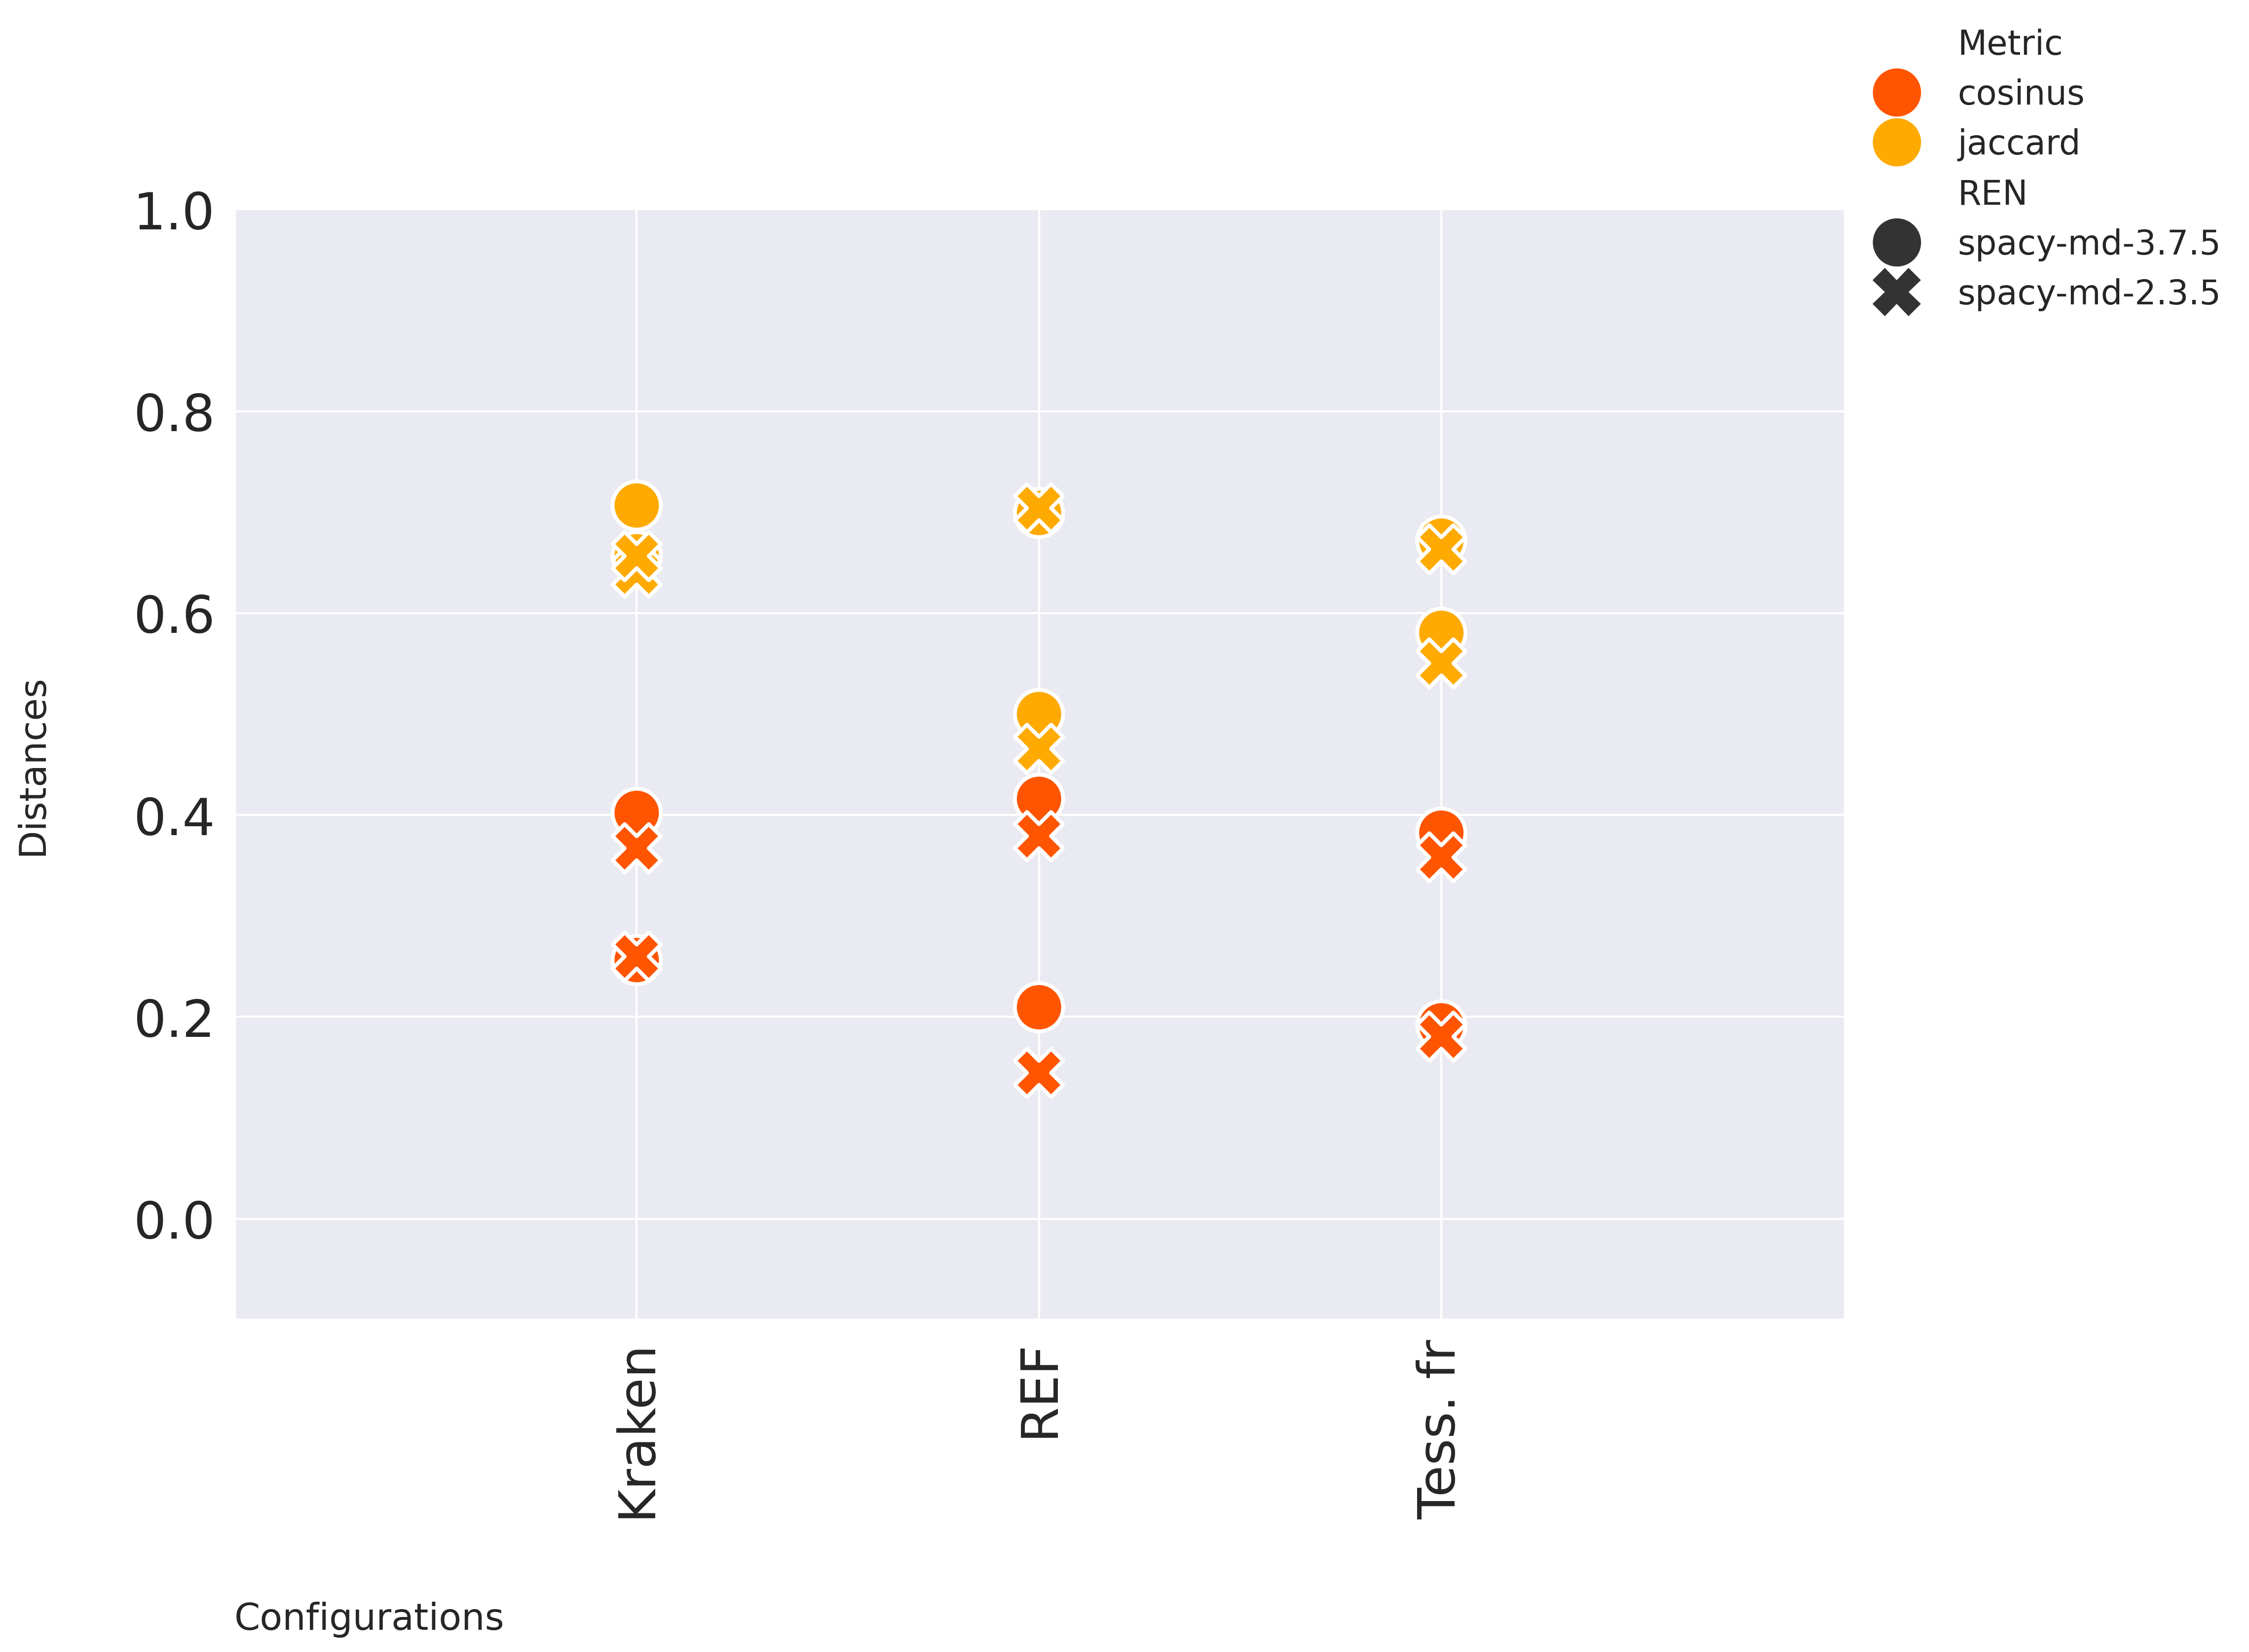 Metric
cosinus
jaccard
REN
spacy-md-3.7.5
spacy-md-2.3.5
1.0
0.8
0.6
0.4
0.2
0.0
Distances
Kraken
REF
Tess. fr
Configurations